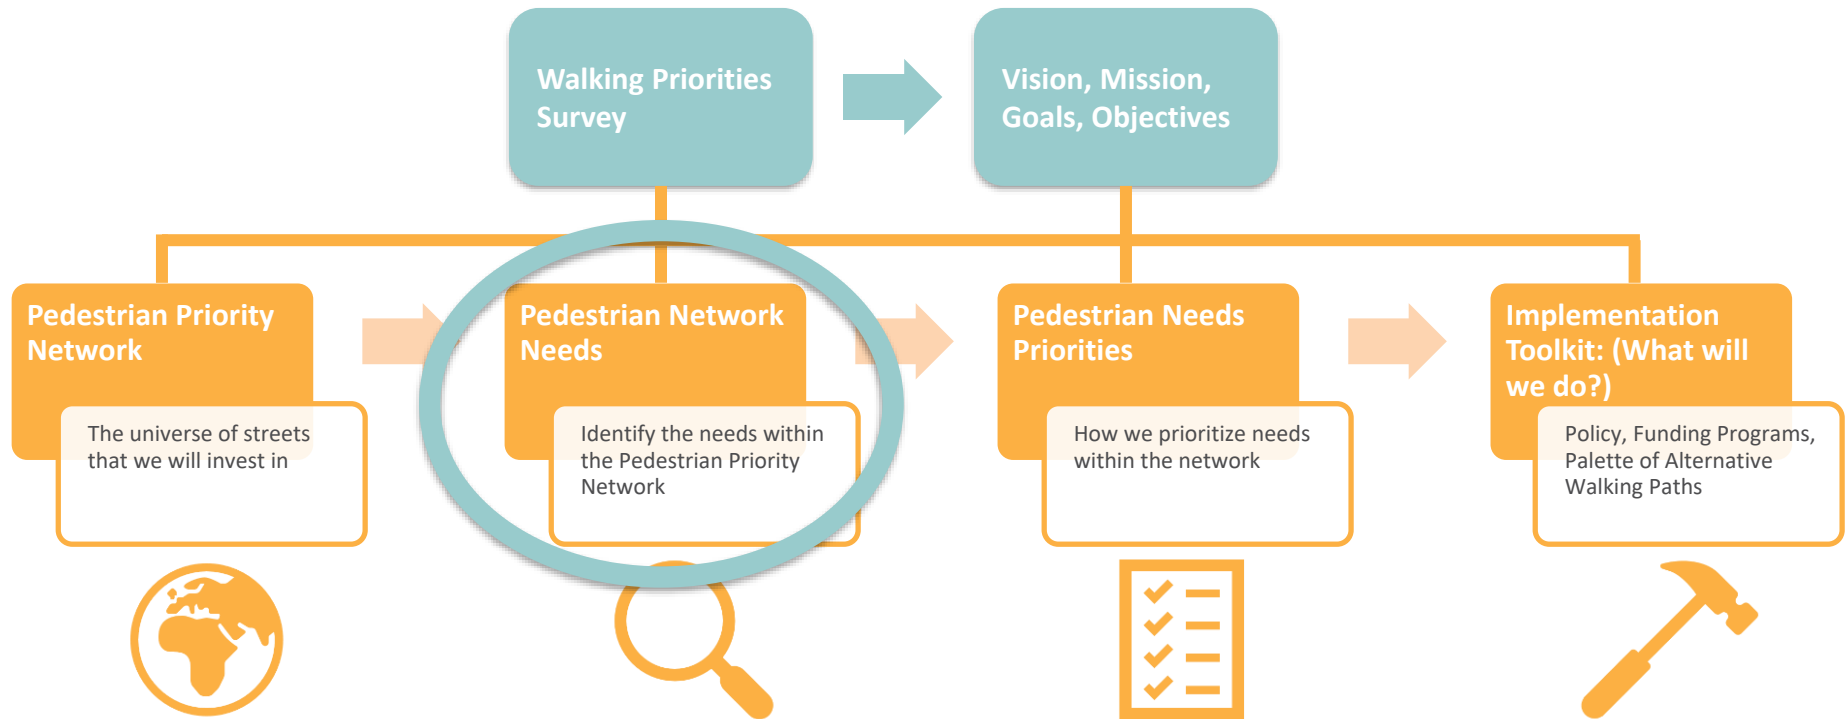 Walking Priorities
Survey
Vision, Mission,
Goals, Objectives
Pedestrian Priority
Network
The universe of streets
that we will invest in
Pedestrian Network
Needs
Identify the needs within
the Pedestrian Priority
Network
Pedestrian Needs
Priorities
How we prioritize needs
within the network
Implementation
Toolkit: (What will
we do?)
Policy, Funding Programs,
Palette of Alternative
Walking Paths